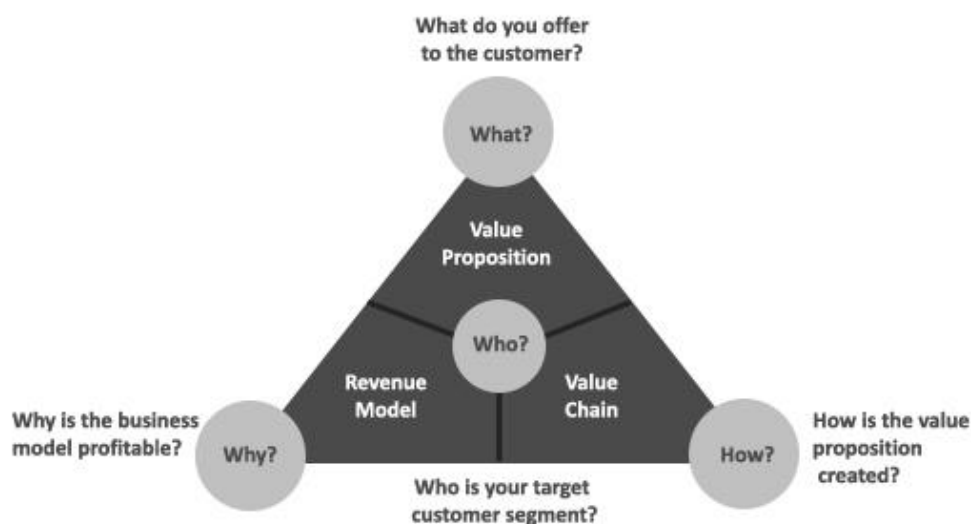 What do you offer
to the customer?
What?
Value
Proposition
Who?
Revenue
Model
Value
Chain
Why is the business
model profitable?
Why?
How?
How is the value
proposition
created?
Who is your target
customer segment?